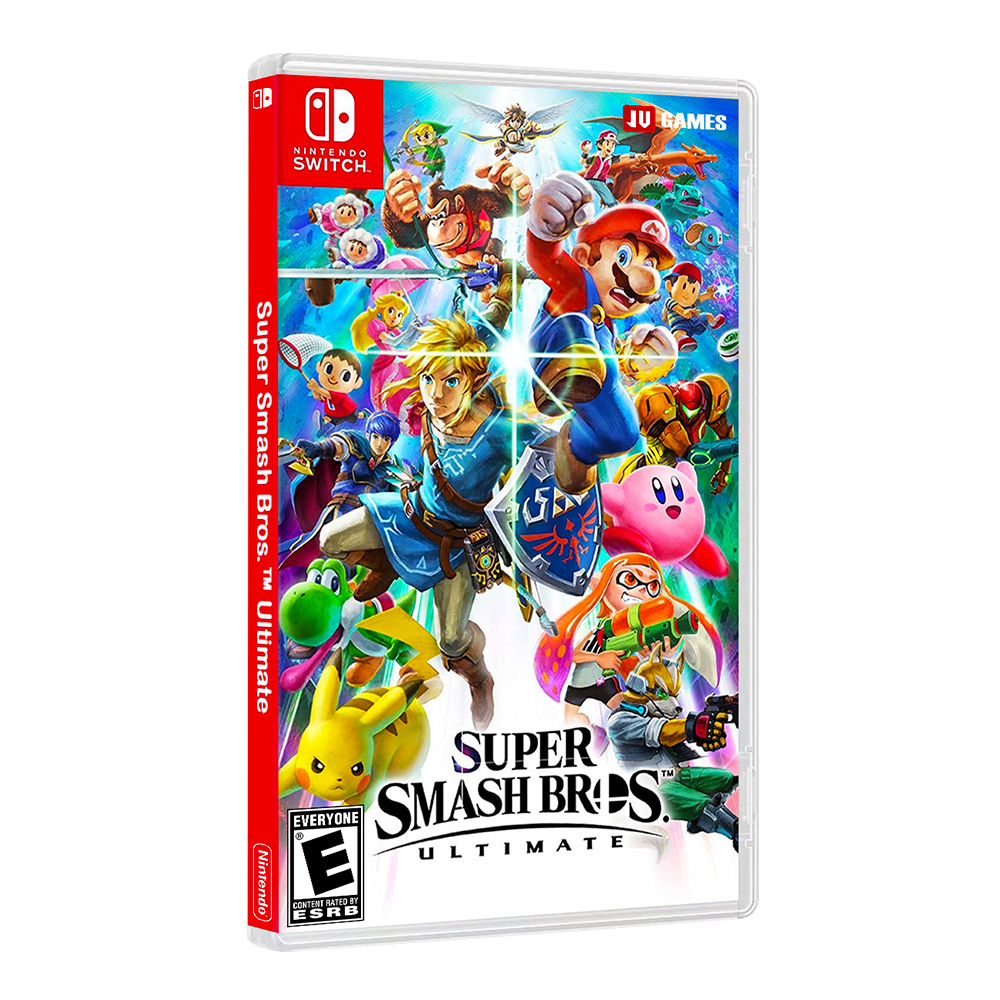 NINTENDO
SWITCH™
JV GAMES
Super Smash Bros. ™ Ultimate
SUPER
SMASH BROS.™
ULTIMATE
EVERYONE
E
®
CONTENT RATED BY
ESRB
Nintendo